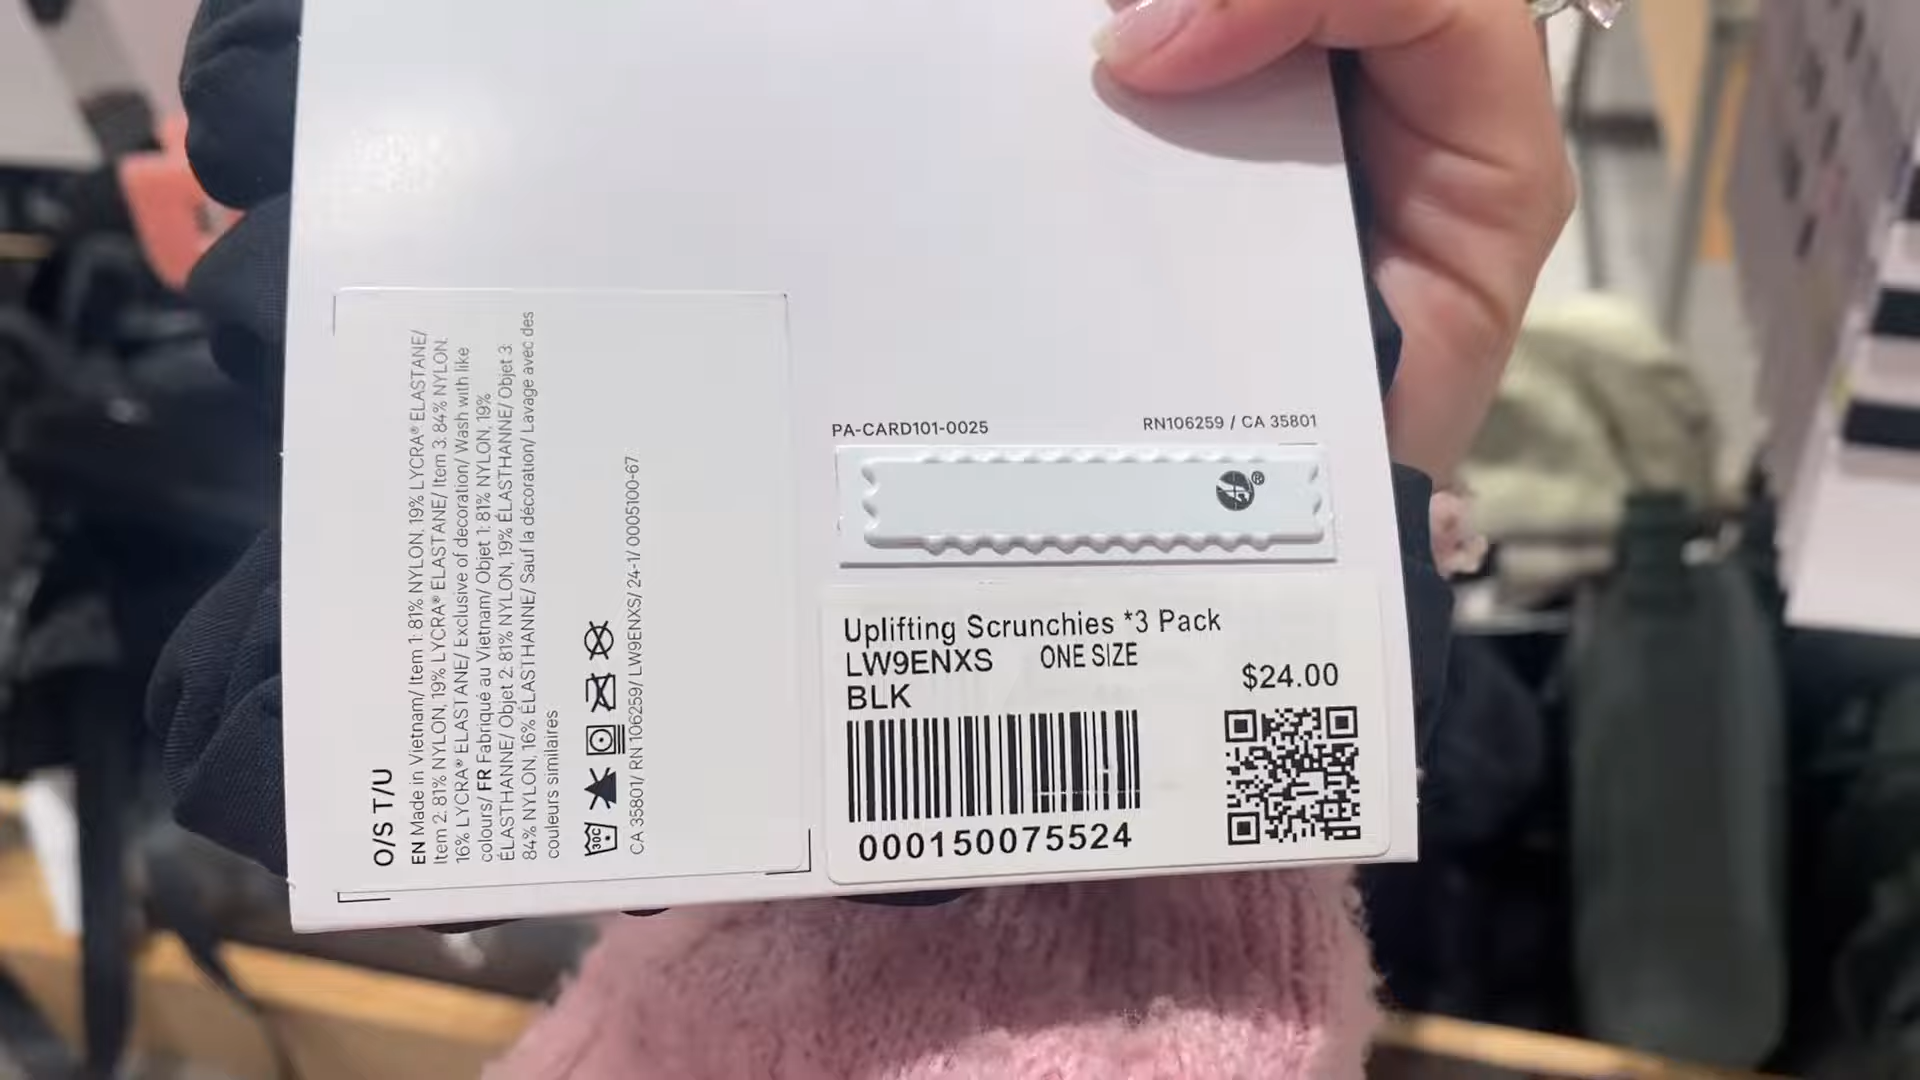 O/S T/U
EN Made in Vietnam/ Item 1: 81% NYLON, 19% LYCRA® ELASTANE/
Item 2: 81% NYLON, 19% LYCRA® ELASTANE/ Item 3: 84% NYLON,
16% LYCRA® ELASTANE/ Exclusive of decoration/ Wash with like
colours/ FR Fabriqué au Vietnam/ Objet 1: 81% NYLON, 19%
ÉLASTHANNE/ Objet 2: 81% NYLON, 19% ÉLASTHANNE/ Objet 3:
84% NYLON, 16% ÉLASTHANNE/ Sauf la décoration/ Lavage avec des
couleurs similaires
30C
CA 35801/ RN 106259/ LW9ENXS/ 24-1/ 0005100-67
PA-CARD101-0025
RN106259 / CA 35801
Uplifting Scrunchies *3 Pack
LW9ENXS ONE SIZE
BLK
$24.00
000150075524